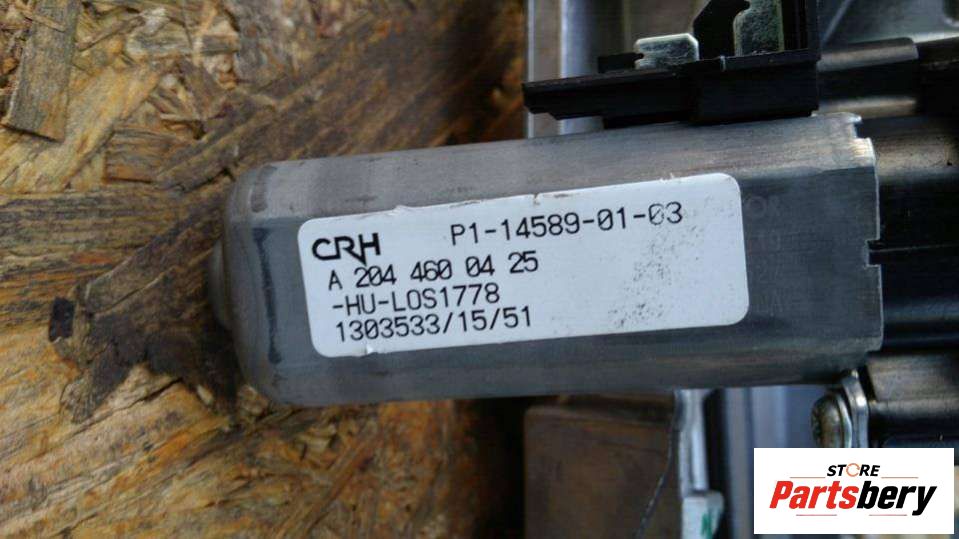 CRH P1-14589-01-03
A 204 460 04 25
-HU-LOS1778
1303533/15/51
STORE
Partsbery